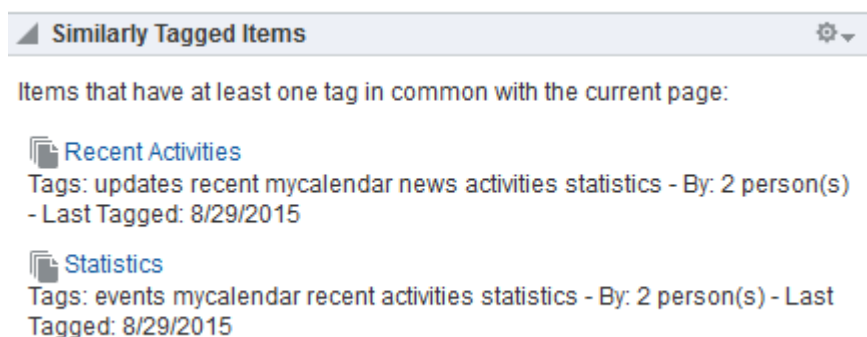 Similarly Tagged Items
Items that have at least one tag in common with the current page:
Recent Activities
Tags: updates recent mycalendar news activities statistics - By: 2 person(s)
- Last Tagged: 8/29/2015
Statistics
Tags: events mycalendar recent activities statistics - By: 2 person(s) - Last
Tagged: 8/29/2015